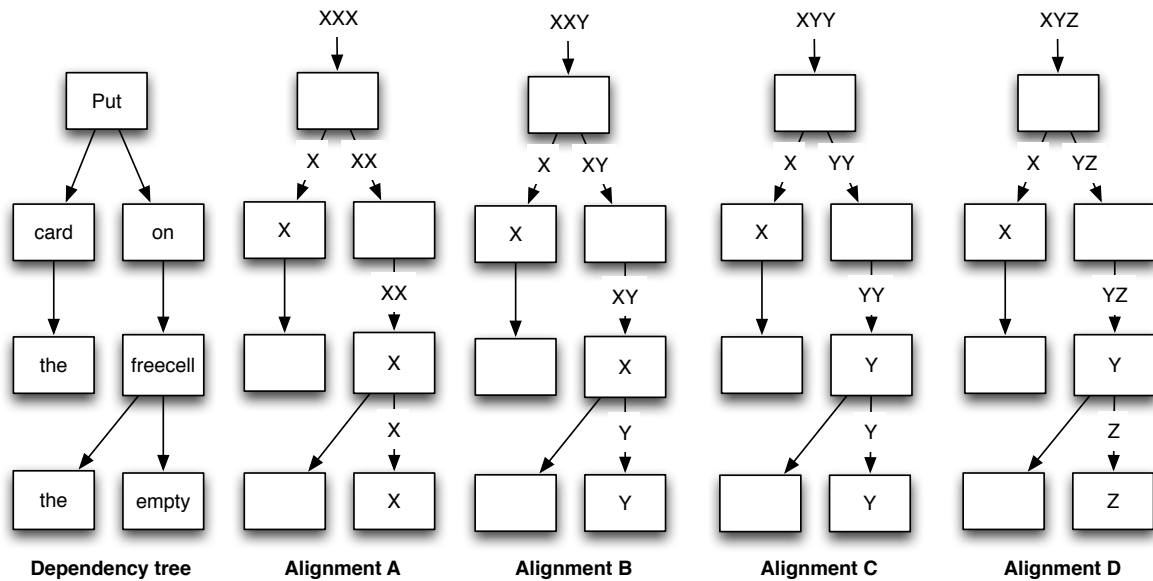 XXX XXY XYY XYZ
Put
X XX X XY X YY X YZ
card on X X X X
XX XY YY YZ
the freecell X X Y Y
X Y Y Z
the empty X Y Y Z
Dependency tree Alignment A Alignment B Alignment C Alignment D